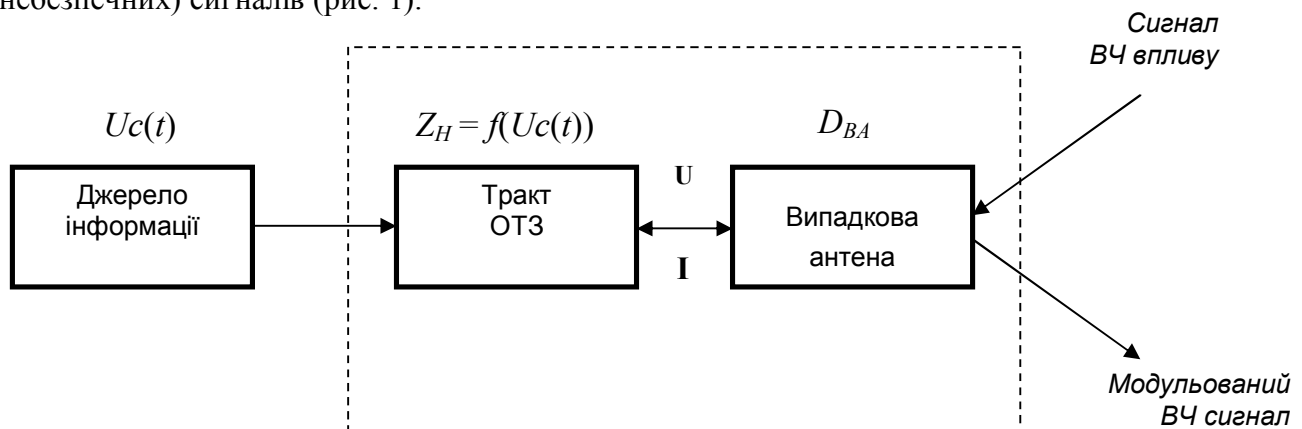 небезпечних) сигналів (рис. 1).
Сигнал
ВЧ впливу
Uc(t)
Z_H = f(Uc(t))
D_BA
Джерело
інформації
Тракт
ОТЗ
U
I
Випадкова
антена
Модульований
ВЧ сигнал